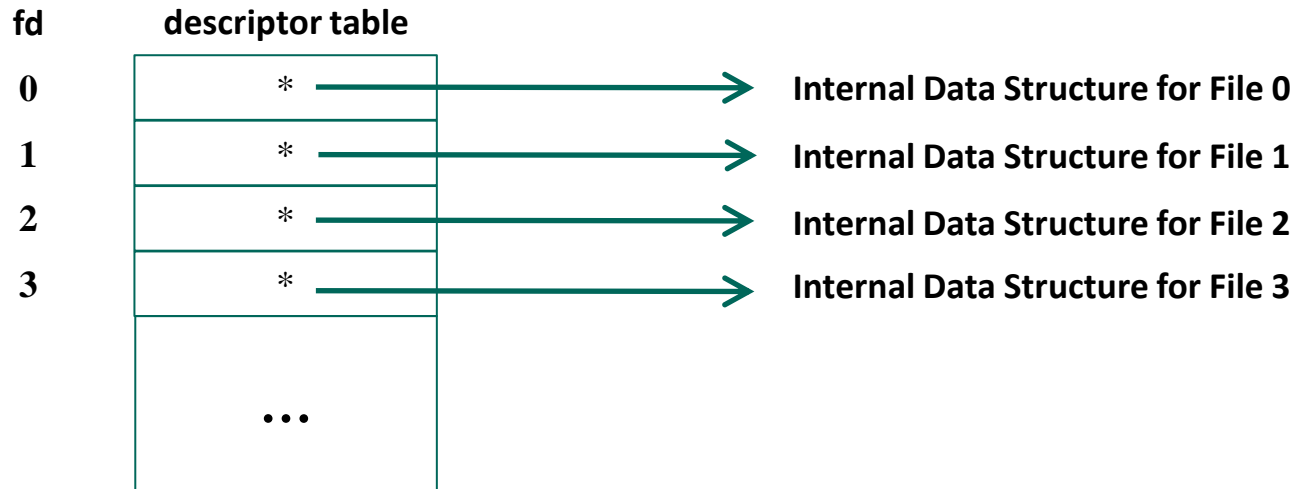 fd descriptor table
0 * Internal Data Structure for File 0
1 * Internal Data Structure for File 1
2 * Internal Data Structure for File 2
3 * Internal Data Structure for File 3
...